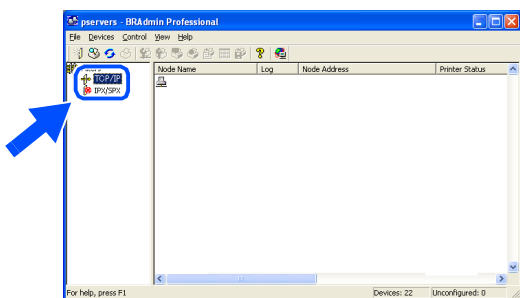 pservers - BRAdmin Professional
File Devices Control View Help
Node Name Log Node Address Printer Status
TCP/IP
IPX/SPX
For help, press F1 Devices: 22 Unconfigured: 0